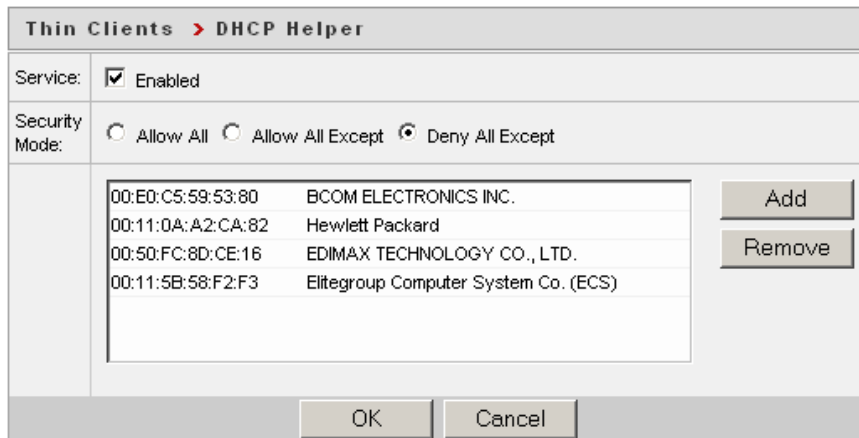 Thin Clients > DHCP Helper
Service: Enabled
Security Mode: Allow All Allow All Except Deny All Except
00:E0:C5:59:53:80 BCOM ELECTRONICS INC.
00:11:0A:A2:CA:82 Hewlett Packard
00:50:FC:8D:CE:16 EDIMAX TECHNOLOGY CO., LTD.
00:11:5B:58:F2:F3 Elitegroup Computer System Co. (ECS)
Add
Remove
OK Cancel